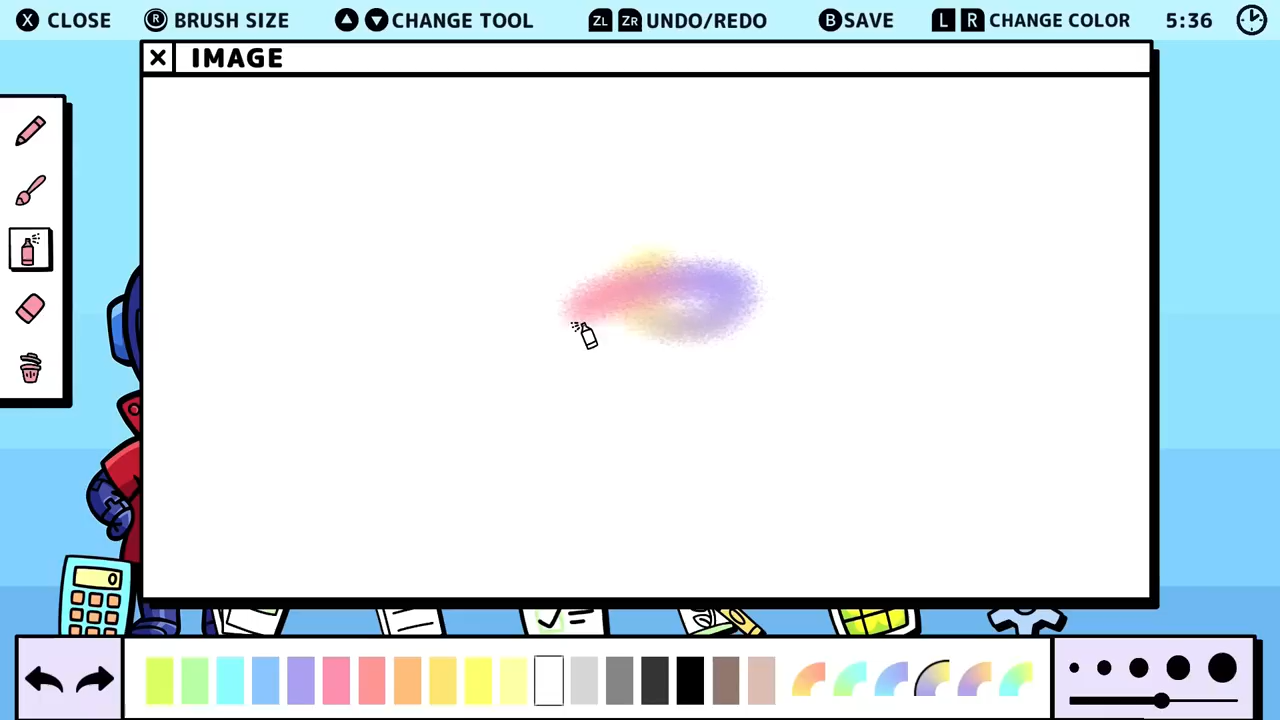 X CLOSE R BRUSH SIZE CHANGE TOOL ZL ZR UNDO/REDO B SAVE L R CHANGE COLOR 5:36
X IMAGE
0